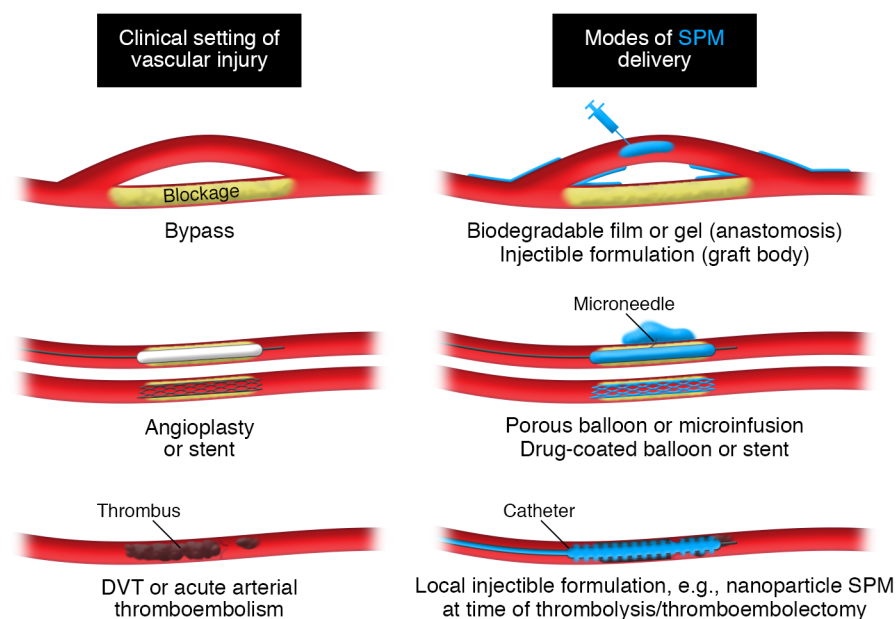 Clinical setting of
vascular injury
Modes of SPM
delivery
Blockage
Bypass
Biodegradable film or gel (anastomosis)
Injectible formulation (graft body)
Microneedle
Angioplasty
or stent
Porous balloon or microinfusion
Drug-coated balloon or stent
Thrombus
Catheter
DVT or acute arterial
thromboembolism
Local injectible formulation, e.g., nanoparticle SPM
at time of thrombolysis/thromboembolectomy